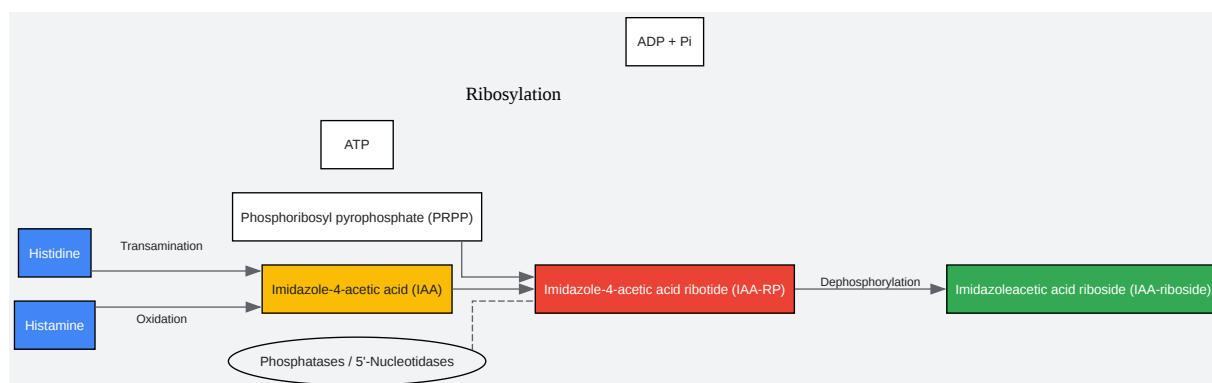 ADP + Pi
Ribosylation
ATP
Phosphoribosyl pyrophosphate (PRPP)
Histidine
Transamination
Imidazole-4-acetic acid (IAA)
Imidazole-4-acetic acid ribotide (IAA-RP)
Dephosphorylation
Imidazoleacetic acid riboside (IAA-riboside)
Histamine
Oxidation
Phosphatases / 5'-Nucleotidases